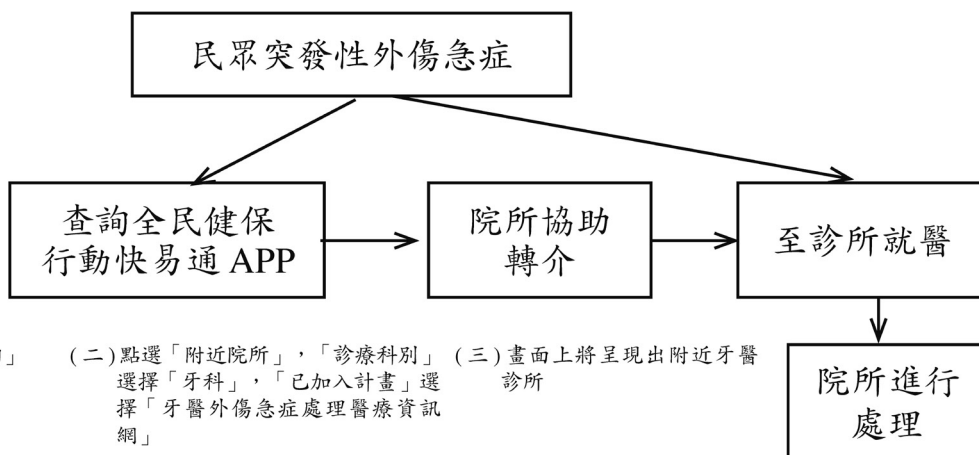 民眾突發性外傷急症
查詢全民健保
行動快易通 APP
院所協助
轉介
至診所就醫
」
(二)點選「附近院所」，「診療科別」
選擇「牙科」，「已加入計畫」選
擇「牙醫外傷急症處理醫療資訊
網」
(三)畫面上將呈現出附近牙醫
診所
院所進行
處理